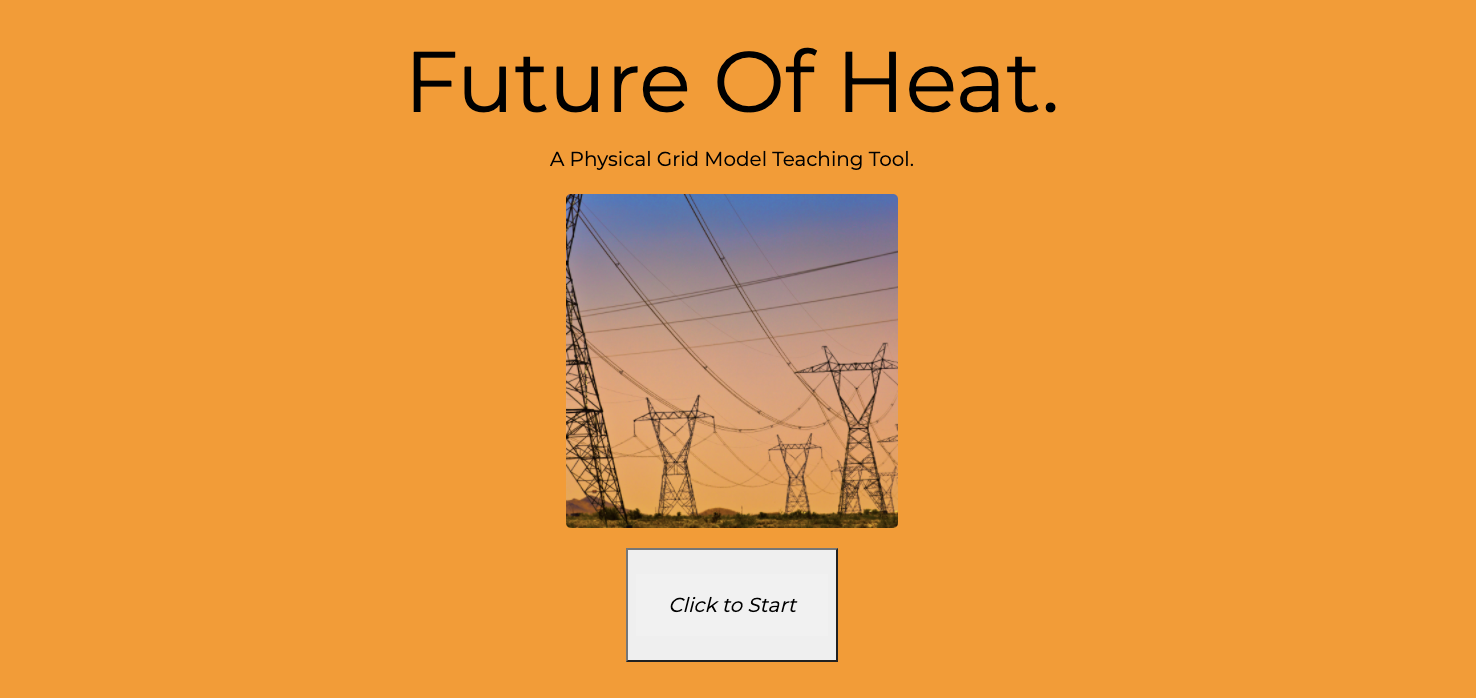 Future Of Heat.
A Physical Grid Model Teaching Tool.
Click to Start